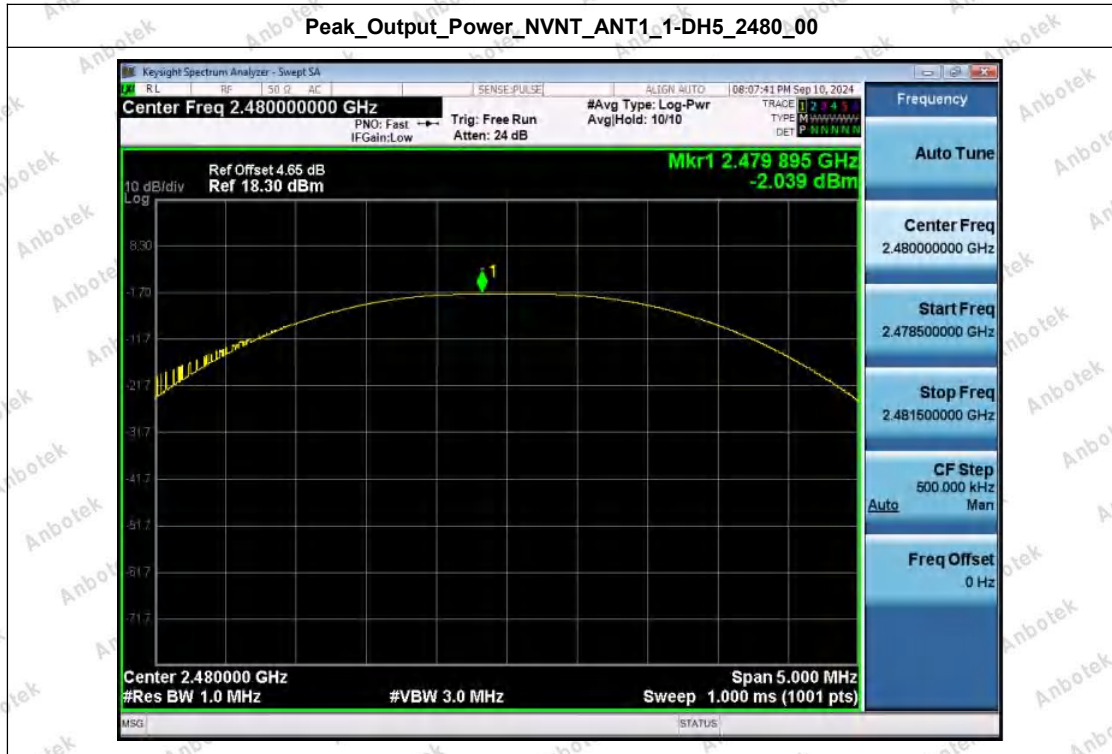 Peak_Output_Power_NVNT_ANT1_1-DH5_2480_00
Keysight Spectrum Analyzer - Swept SA
RL RF 50 Ω AC SENSE:PULSE ALIGN AUTO 08:07:41 PM Sep 10, 2024
Center Freq 2.480000000 GHz
PNO: Fast
IFGain:Low
Trig: Free Run
Atten: 24 dB
#Avg Type: Log-Pwr
Avg|Hold: 10/10
TRACE 1 2 3 4 5 6
TYPE M WWWWW
DET P N N N N N
Mkr1 2.479 895 GHz
-2.039 dBm
Ref Offset 4.65 dB
10 dB/div Ref 18.30 dBm
Log
8.30
-1.70
-11.7
-21.7
-31.7
-41.7
-51.7
-61.7
-71.7
1
Center 2.480000 GHz Span 5.000 MHz
#Res BW 1.0 MHz #VBW 3.0 MHz Sweep 1.000 ms (1001 pts)
MSG STATUS
Frequency
Auto Tune
Center Freq
2.480000000 GHz
Start Freq
2.478500000 GHz
Stop Freq
2.481500000 GHz
CF Step
500.000 kHz
Auto Man
Freq Offset
0 Hz
Anbotek